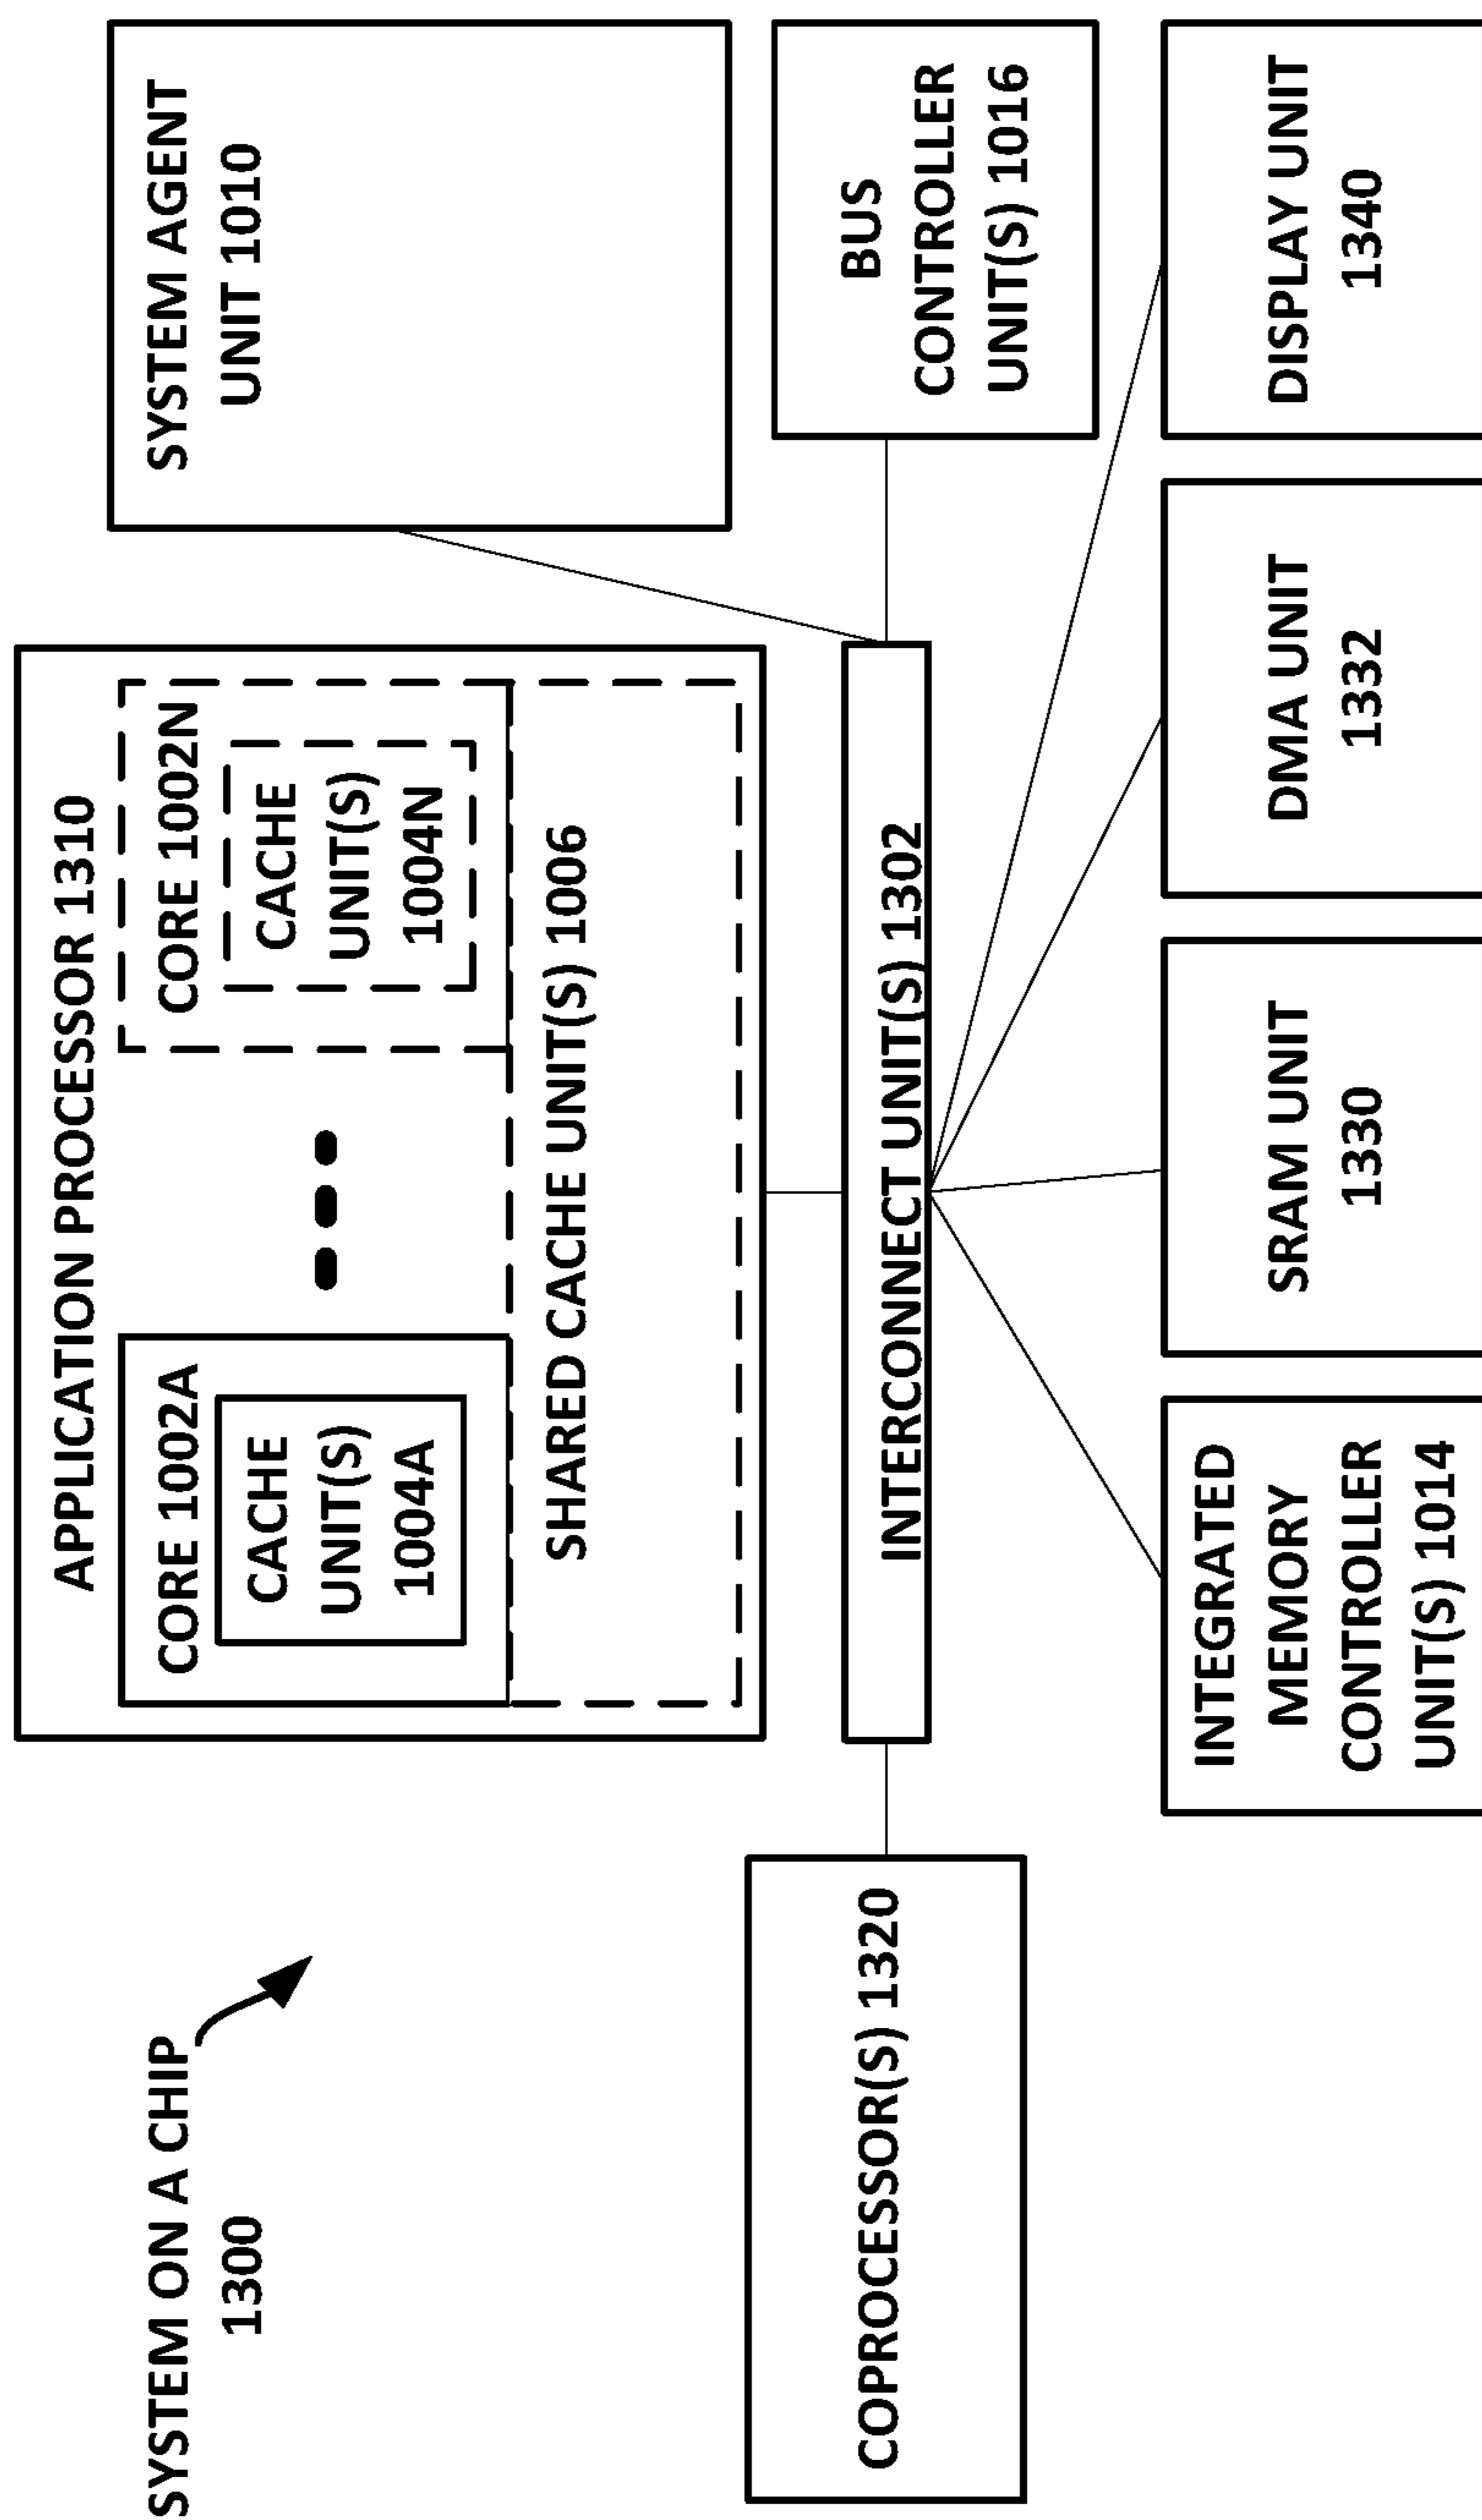 SYSTEM ON A CHIP
1300
APPLICATION PROCESSOR 1310
CORE 1002A
CACHE
UNIT(S)
1004A
CORE 1002N
CACHE
UNIT(S)
1004N
SHARED CACHE UNIT(S) 1006
SYSTEM AGENT
UNIT 1010
COPROCESSOR(S) 1320
INTERCONNECT UNIT(S) 1302
BUS
CONTROLLER
UNIT(S) 1016
INTEGRATED
MEMORY
CONTROLLER
UNIT(S) 1014
SRAM UNIT
1330
DMA UNIT
1332
DISPLAY UNIT
1340